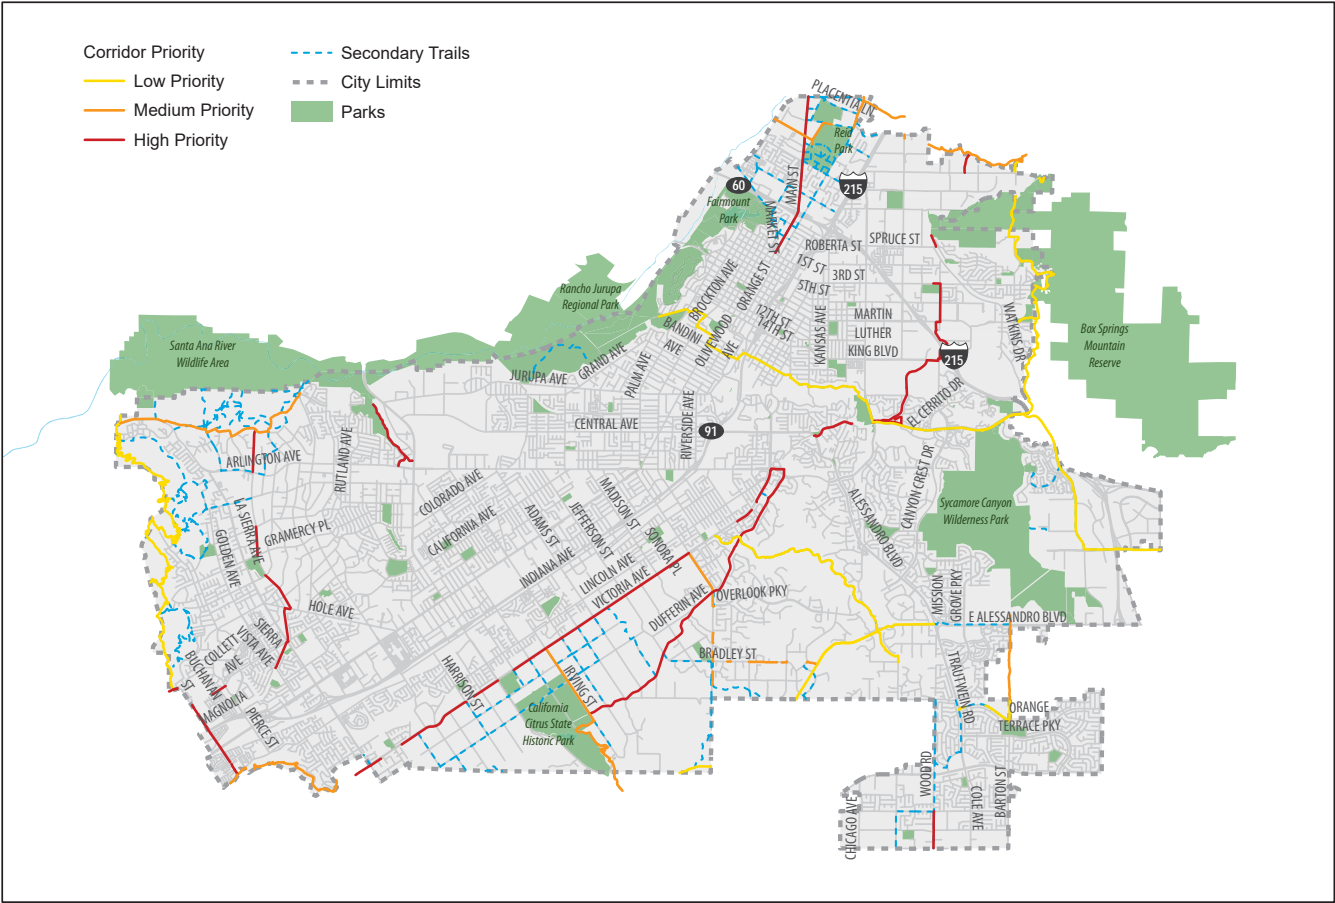 Corridor Priority
Low Priority
Medium Priority
High Priority
Secondary Trails
City Limits
Parks
PLACENTIA LN
Reid
Park
MAIN ST
215
60
Fairmount
Park
MARKET ST
ROBERTA ST
SPRUCE ST
1ST ST
3RD ST
5TH ST
BROCKTON AVE
ORANGE ST
Rancho Jurupa
Regional Park
12TH ST
14TH ST
KANSAS AVE
MARTIN
LUTHER
KING BLVD
WATKINS DR
Box Springs
Mountain
Reserve
BANDINI
AVE
OLIVEWOOD
AVE
Santa Ana River
Wildlife Area
215
JURUPA AVE
GRAND AVE
PALM AVE
EL CERRITO DR
CENTRAL AVE
RIVERSIDE AVE
91
RUTLAND AVE
ARLINGTON AVE
COLORADO AVE
CALIFORNIA AVE
MADISON ST
ADAMS ST
JEFFERSON ST
SONORA PL
ALESSANDRO BLVD
CANYON CREST DR
Sycamore Canyon
Wilderness Park
LA SIERRA AVE
GOLDEN AVE
GRAMERCY PL
INDIANA AVE
LINCOLN AVE
VICTORIA AVE
DUFFERIN AVE
OVERLOOK PKY
MISSION
GROVE PKY
E ALESSANDRO BLVD
HOLE AVE
SIERRA
VISTA AVE
COLLETT
AVE
BUCHANAN
ST
MAGNOLIA
PIERCE ST
HARRISON ST
IRVING ST
BRADLEY ST
TRAUTWEIN RD
California
Citrus State
Historic Park
ORANGE
TERRACE PKY
WOOD RD
COLE AVE
BARTON ST
CHICAGO AVE